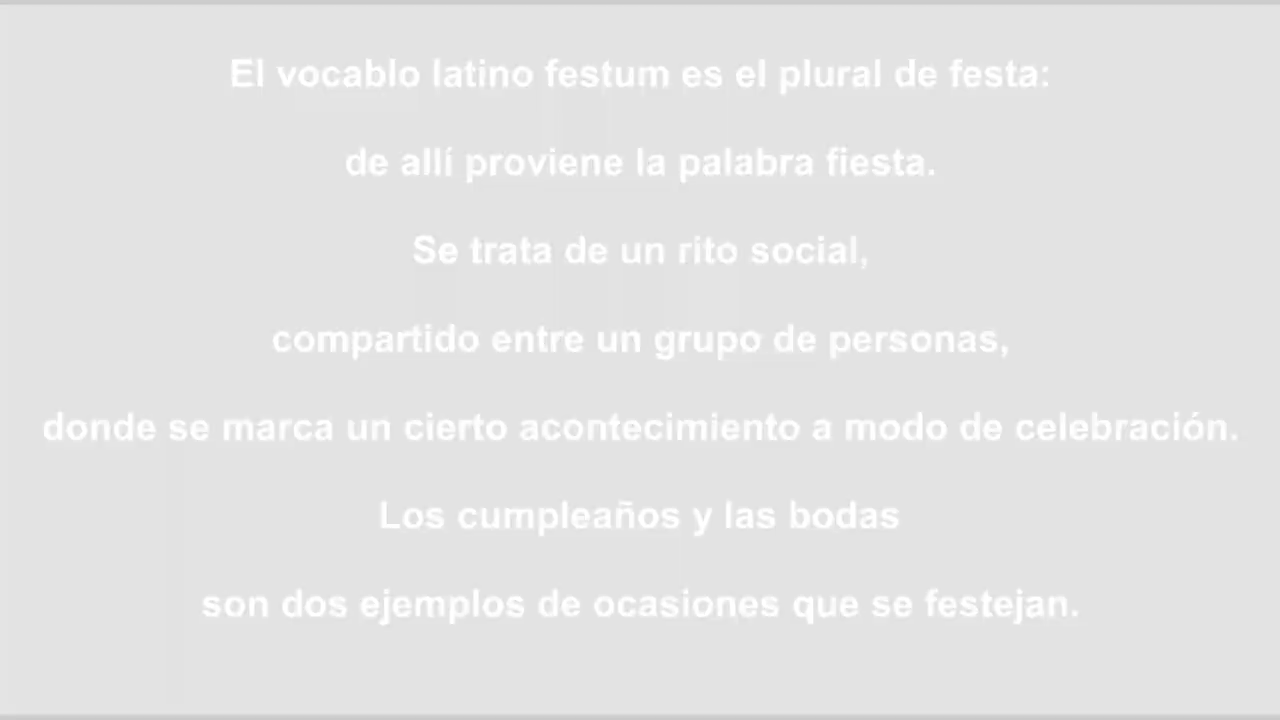 El vocablo latino festum es el plural de festa:
de allí proviene la palabra fiesta.
Se trata de un rito social,
compartido entre un grupo de personas,
donde se marca un cierto acontecimiento a modo de celebración.
Los cumpleaños y las bodas
son dos ejemplos de ocasiones que se festejan.